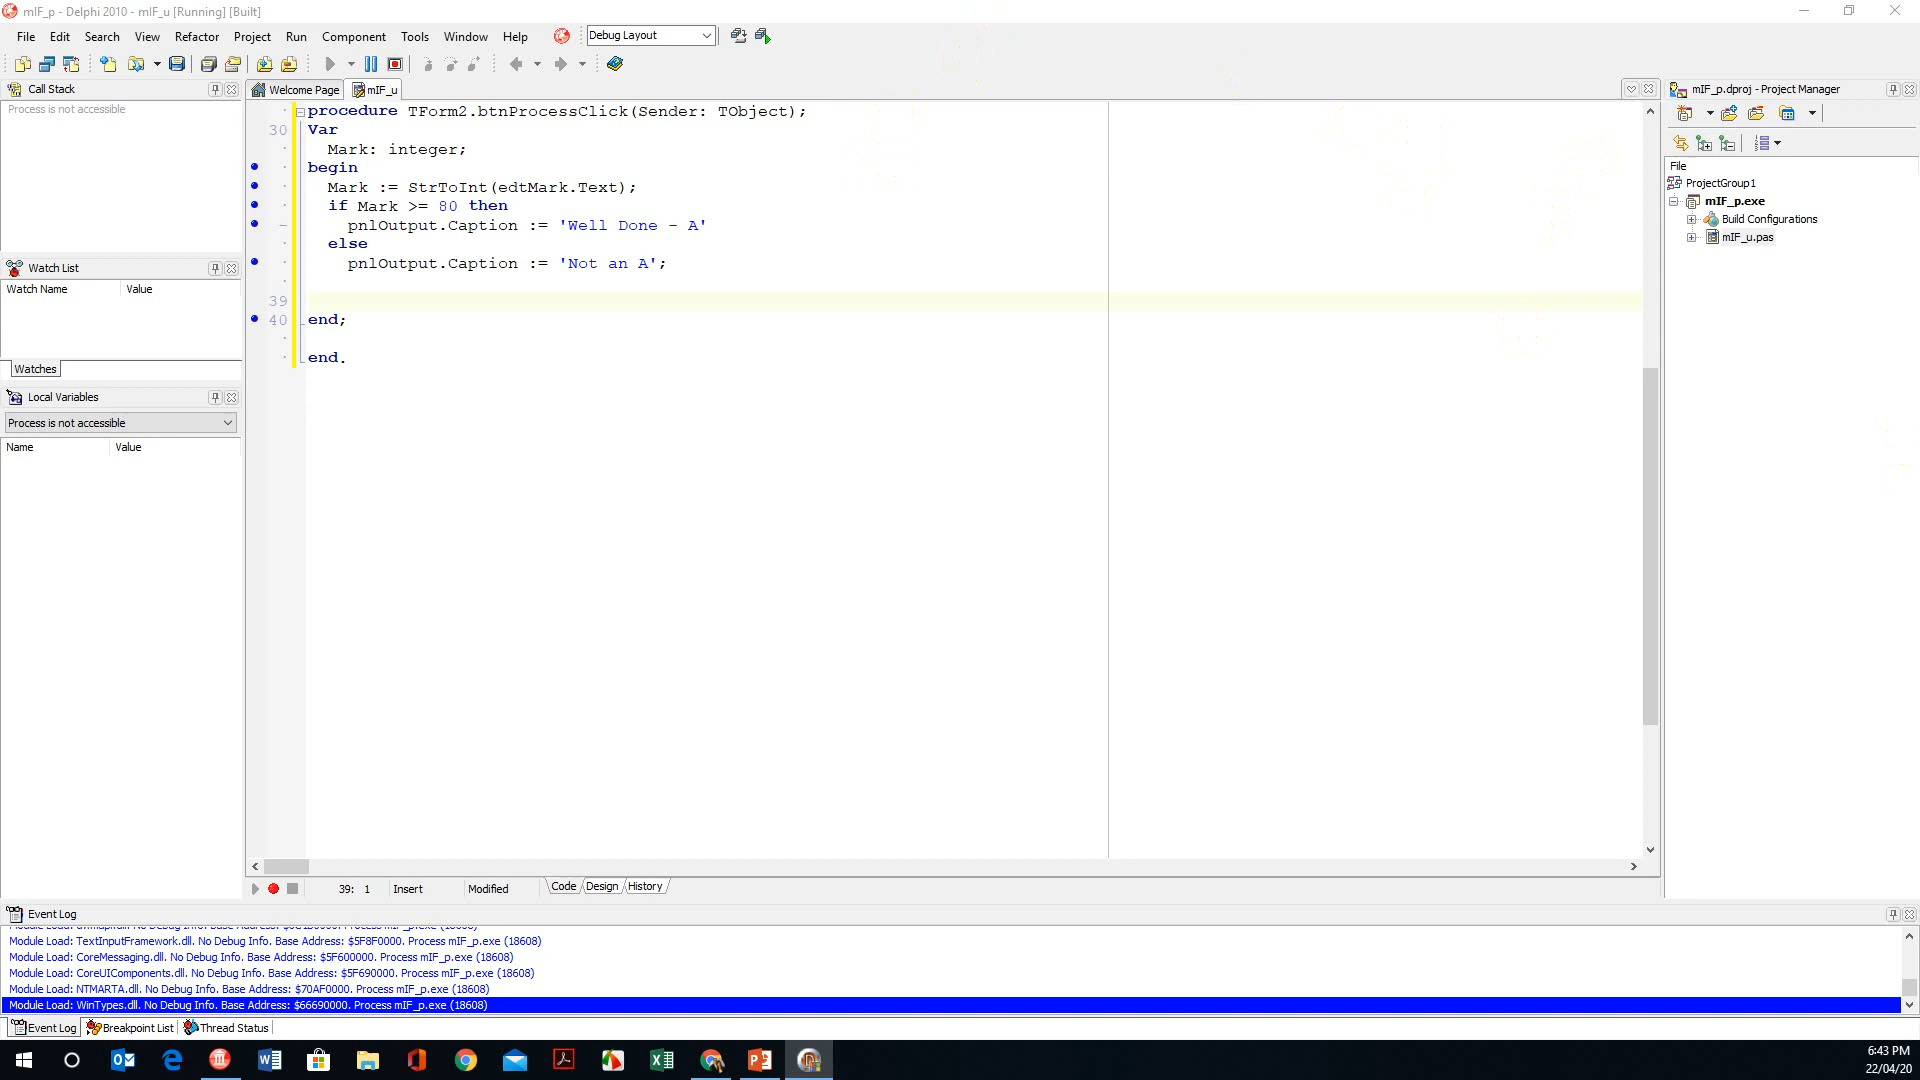 mIF_p - Delphi 2010 - mIF_u [Running] [Built]
File Edit Search View Refactor Project Run Component Tools Window Help Debug Layout
Call Stack
Process is not accessible
Watch List
Watch Name Value
Watches
Local Variables
Process is not accessible
Name Value
Welcome Page mIF_u
procedure TForm2.btnProcessClick(Sender: TObject);
30 Var
Mark: integer;
begin
Mark := StrToInt(edtMark.Text);
if Mark >= 80 then
pnlOutput.Caption := 'Well Done - A'
else
pnlOutput.Caption := 'Not an A';
39
40 end;
end.
39: 1 Insert Modified Code Design History
mIF_p.dproj - Project Manager
File
ProjectGroup1
mIF_p.exe
Build Configurations
mIF_u.pas
Event Log
Module Load: TextInputFramework.dll. No Debug Info. Base Address: $5F8F0000. Process mIF_p.exe (18608)
Module Load: CoreMessaging.dll. No Debug Info. Base Address: $5F600000. Process mIF_p.exe (18608)
Module Load: CoreUIComponents.dll. No Debug Info. Base Address: $5F690000. Process mIF_p.exe (18608)
Module Load: NTMARTA.dll. No Debug Info. Base Address: $70AF0000. Process mIF_p.exe (18608)
Module Load: WinTypes.dll. No Debug Info. Base Address: $66690000. Process mIF_p.exe (18608)
Event Log Breakpoint List Thread Status
6:43 PM
22/04/20